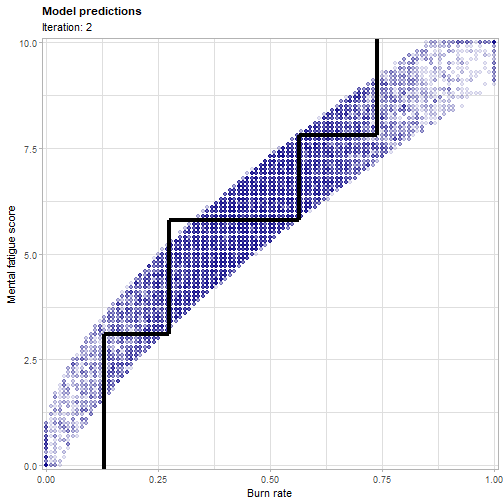 Model predictions
Iteration: 2
10.0
7.5
5.0
2.5
0.0
Mental fatigue score
0.00 0.25 0.50 0.75 1.00
Burn rate